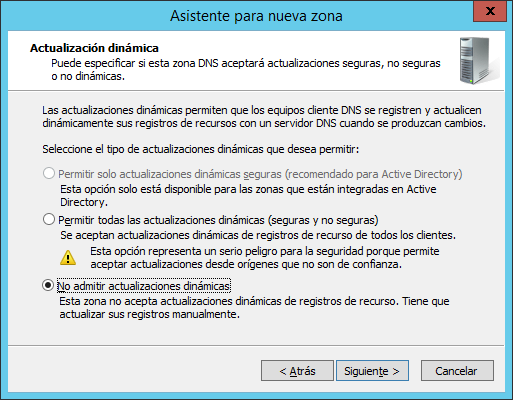 Asistente para nueva zona
X
Actualización dinámica
Puede especificar si esta zona DNS aceptará actualizaciones seguras, no seguras
o no dinámicas.
Las actualizaciones dinámicas permiten que los equipos cliente DNS se registren y actualicen
dinámicamente sus registros de recursos con un servidor DNS cuando se produzcan cambios.
Seleccione el tipo de actualizaciones dinámicas que desea permitir:
Permitir solo actualizaciones dinámicas seguras (recomendado para Active Directory)
Esta opción solo está disponible para las zonas que están integradas en Active
Directory.
Permitir todas las actualizaciones dinámicas (seguras y no seguras)
Se aceptan actualizaciones dinámicas de registros de recurso de todos los clientes.
Esta opción representa un serio peligro para la seguridad porque permite
aceptar actualizaciones desde orígenes que no son de confianza.
No admitir actualizaciones dinámicas
Esta zona no acepta actualizaciones dinámicas de registros de recurso. Tiene que
actualizar sus registros manualmente.
< Atrás
Siguiente >
Cancelar